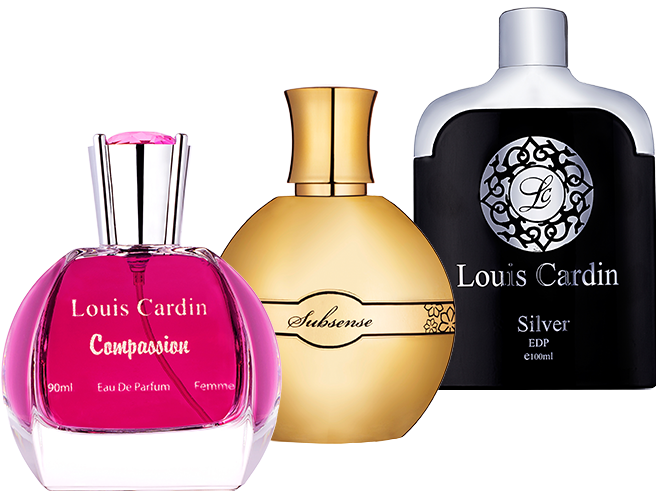 Louis Cardin
Compassion
90ml Eau De Parfum Femme
Subsense
Lc
Louis Cardin
Silver
EDP
e100ml